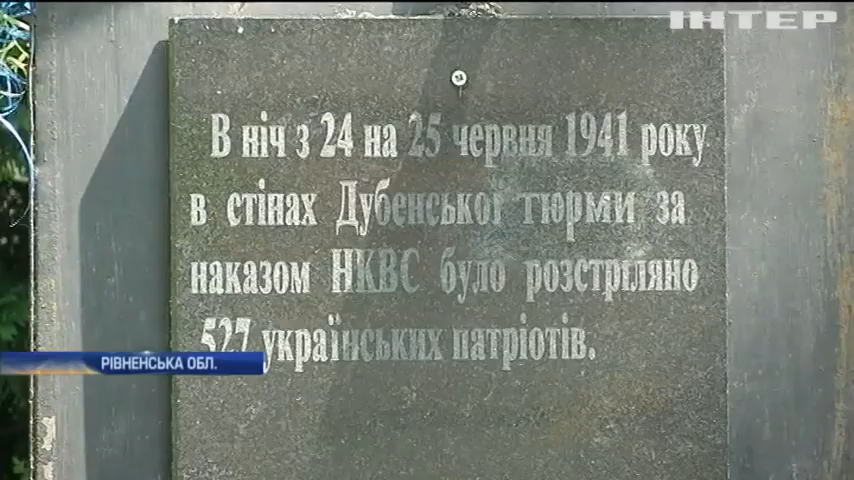 ІНТЕР
В ніч з 24 на 25 червня 1941 року
в стінах Дубенської тюрми за
наказом НКВС було розстріляно
527 українських патріотів.
РІВНЕНСЬКА ОБЛ.